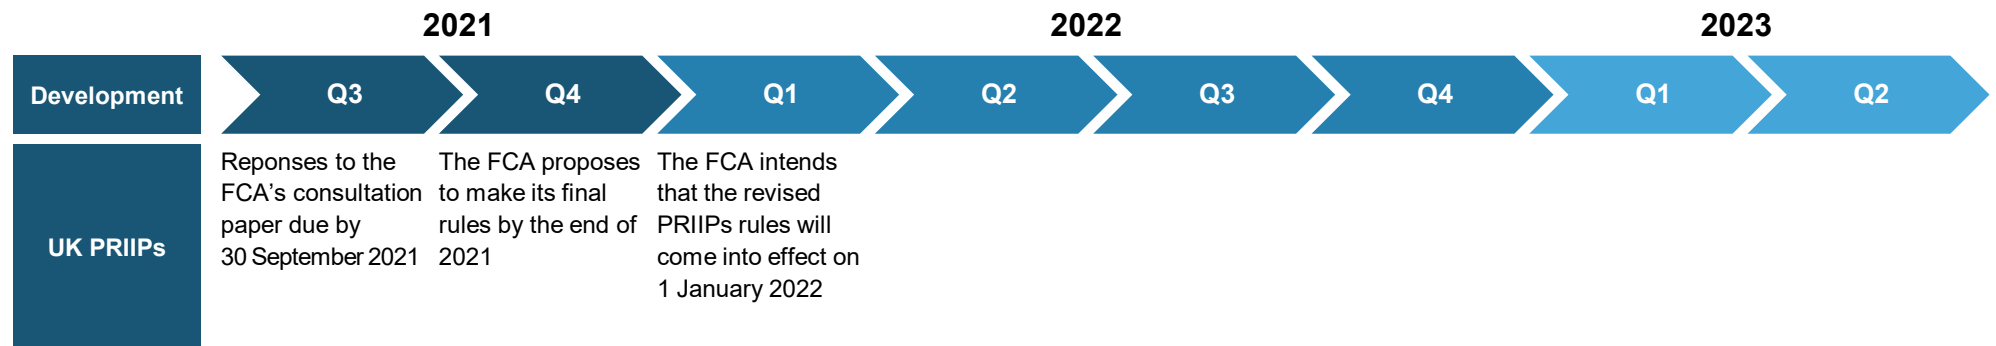 2021 2022 2023
Development Q3 Q4 Q1 Q2 Q3 Q4 Q1 Q2
UK PRIIPs
Reponses to the
FCA’s consultation
paper due by
30 September 2021
The FCA proposes
to make its final
rules by the end of
2021
The FCA intends
that the revised
PRIIPs rules will
come into effect on
1 January 2022